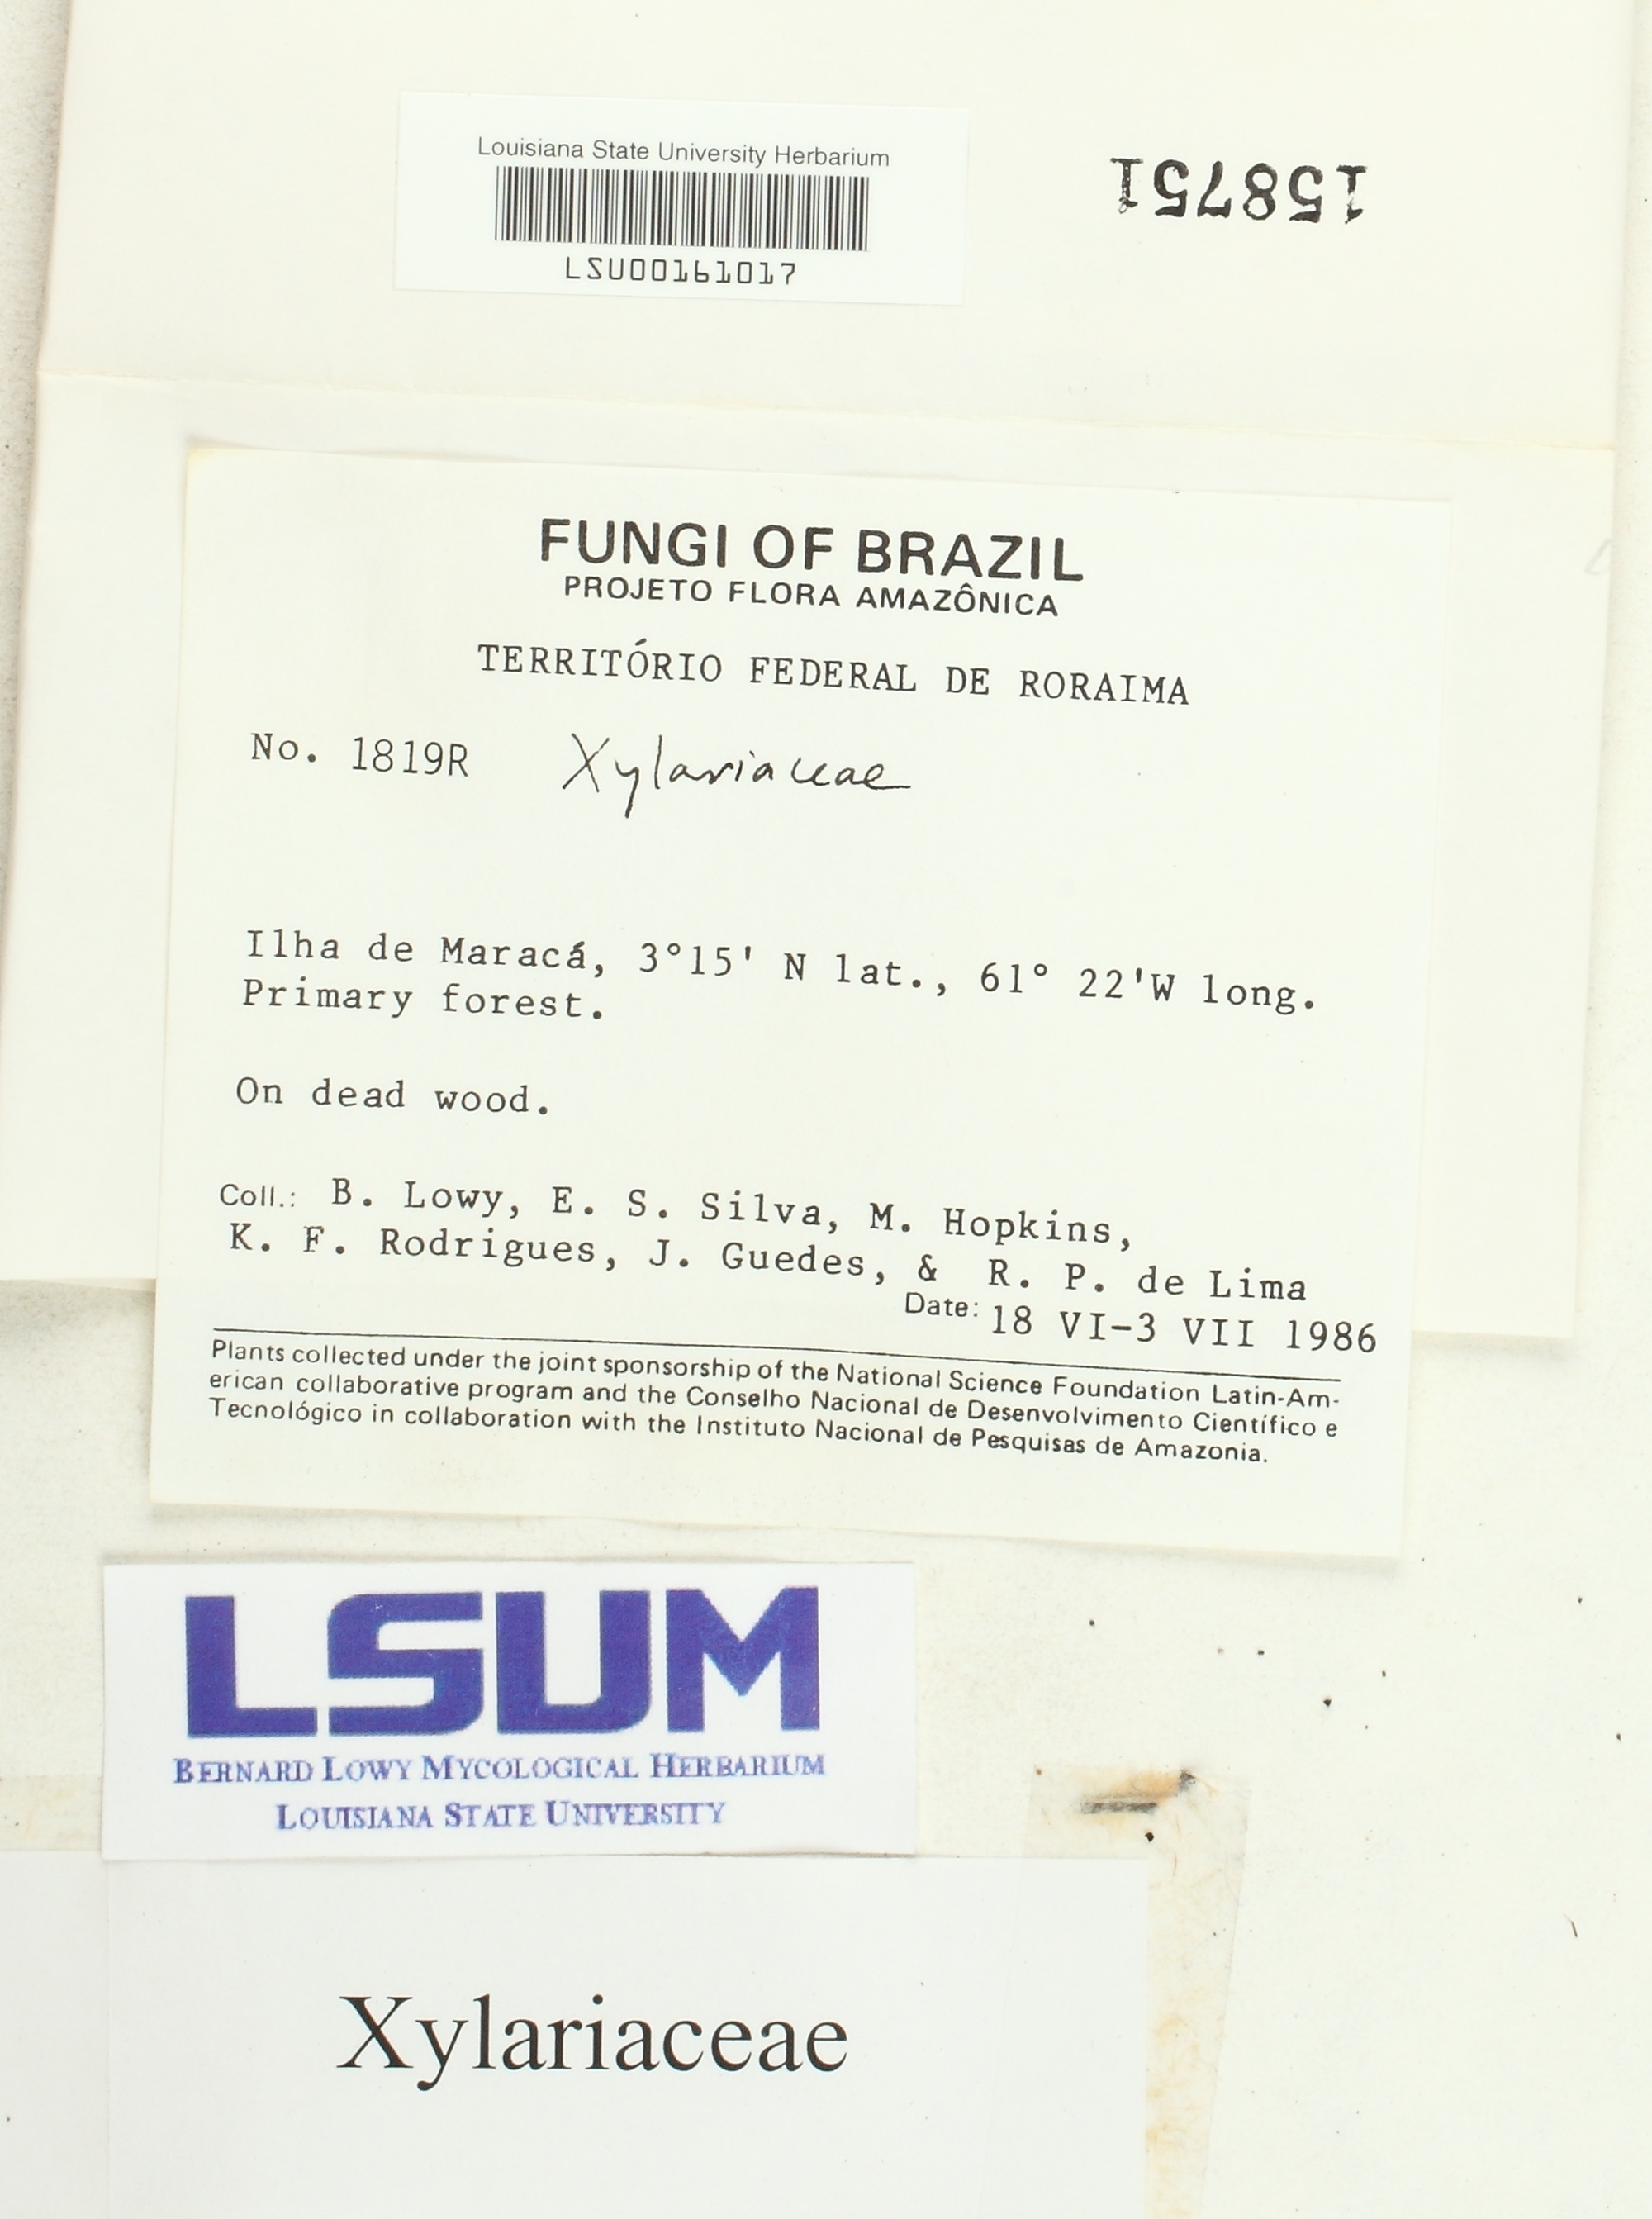 Louisiana State University Herbarium
LSU00161017
158751
FUNGI OF BRAZIL
PROJETO FLORA AMAZÔNICA
TERRITÓRIO FEDERAL DE RORAIMA
No. 1819R Xylariaceae
Ilha de Maracá, 3°15' N lat., 61° 22'W long.
Primary forest.
On dead wood.
Coll.: B. Lowy, E. S. Silva, M. Hopkins,
K. F. Rodrigues, J. Guedes, & R. P. de Lima
Date: 18 VI-3 VII 1986
Plants collected under the joint sponsorship of the National Science Foundation Latin-Am-
erican collaborative program and the Conselho Nacional de Desenvolvimento Científico e
Tecnológico in collaboration with the Instituto Nacional de Pesquisas de Amazonia.
LSUM
BERNARD LOWY MYCOLOGICAL HERBARIUM
LOUISIANA STATE UNIVERSITY
Xylariaceae